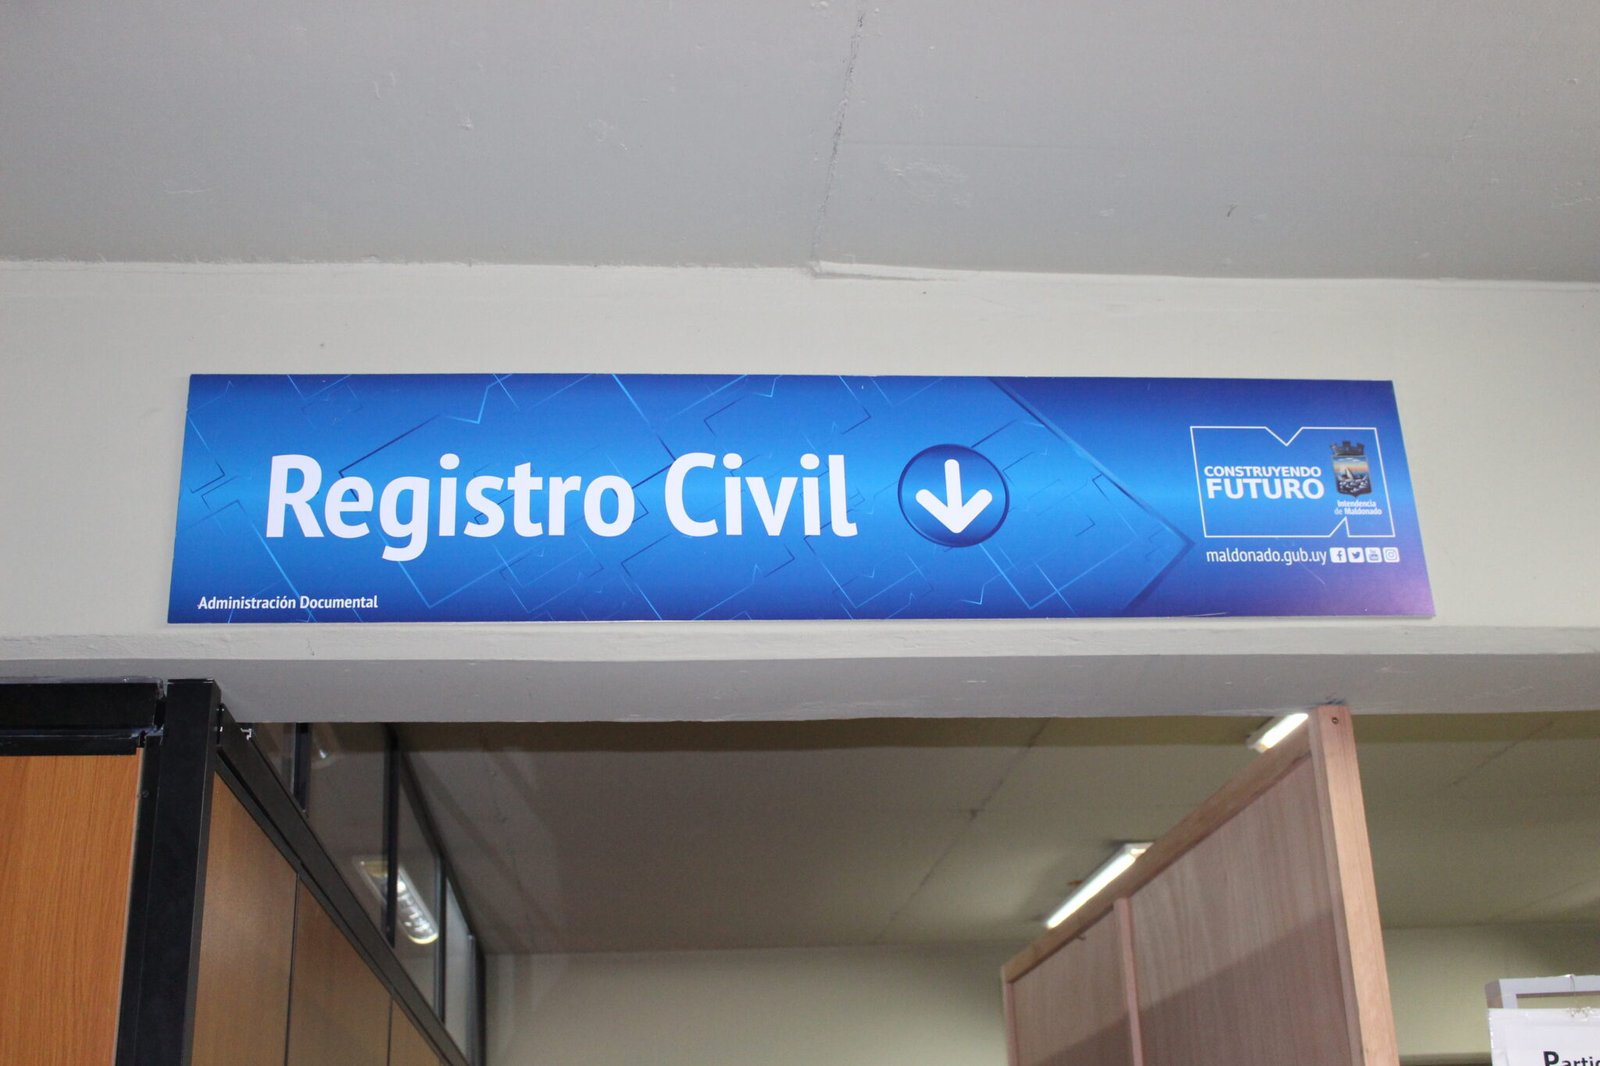 Registro Civil
Administración Documental
CONSTRUYENDO
FUTURO
Intendencia
de Maldonado
maldonado.gub.uy